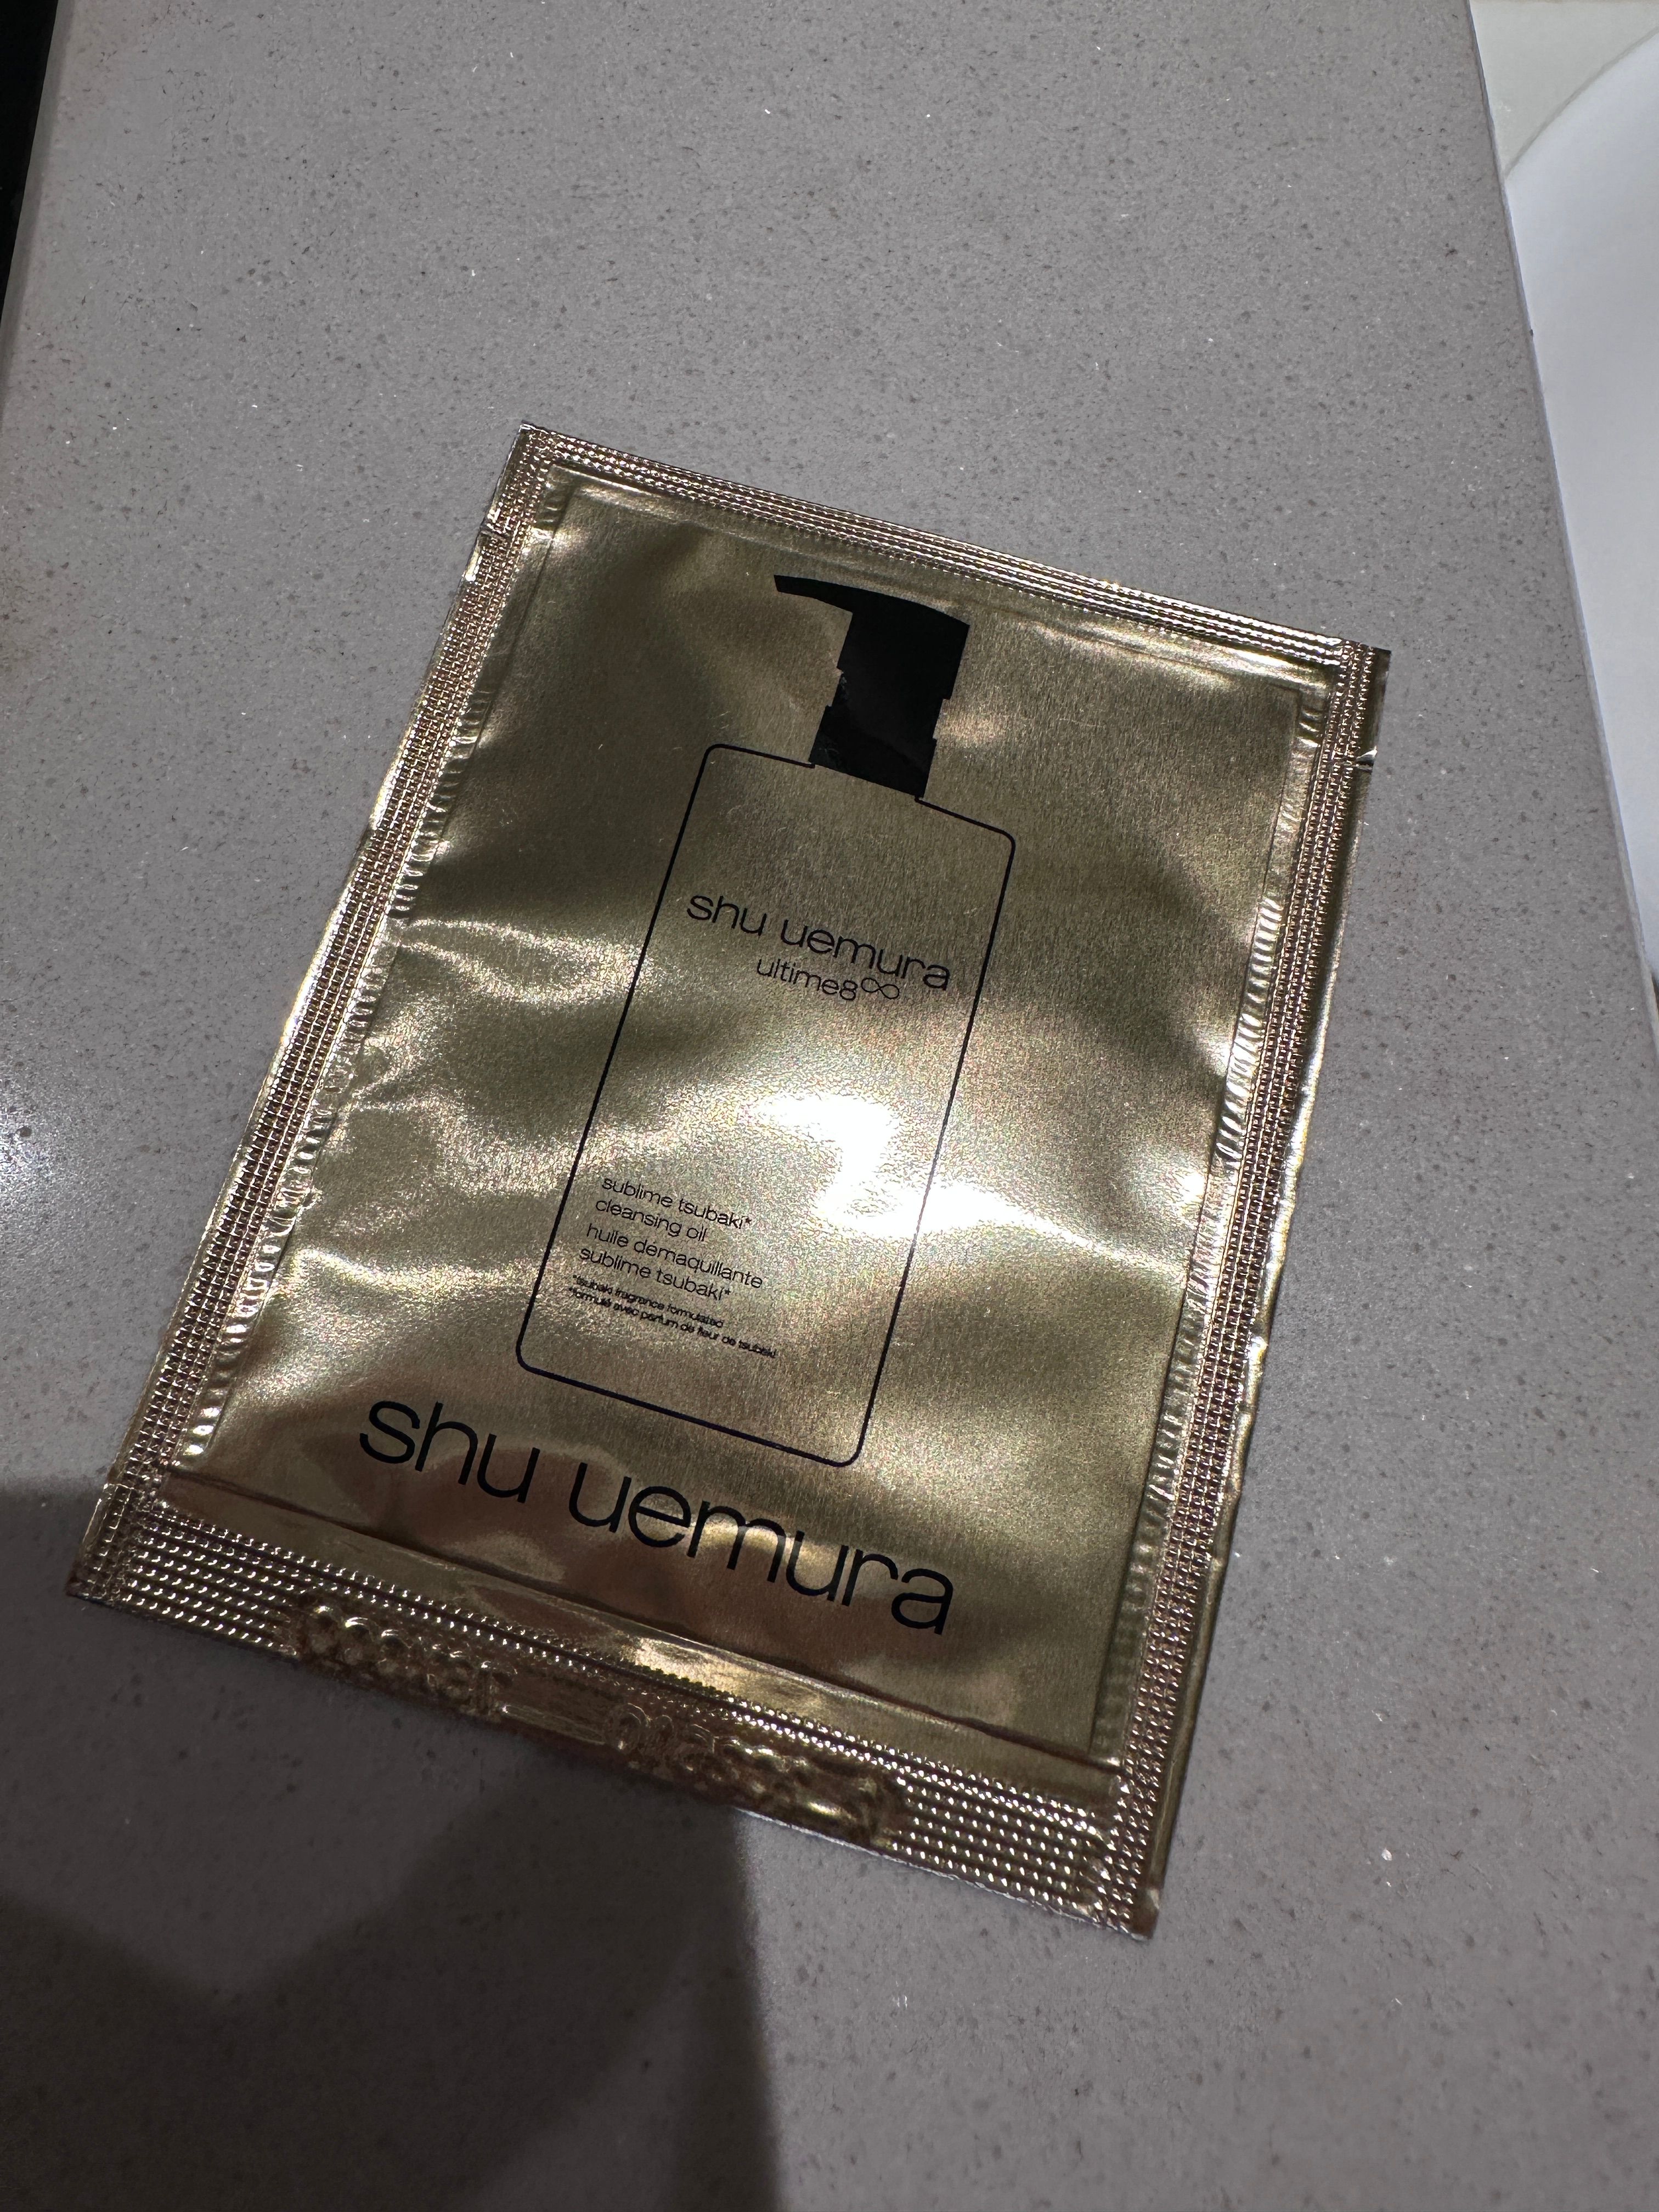 shu uemura
ultime8∞
sublime tsubaki*
cleansing oil
huile démaquillante
sublime tsubaki*
*tsubaki fragrance formulated
*formulé avec parfum de fleur de tsubaki
shu uemura